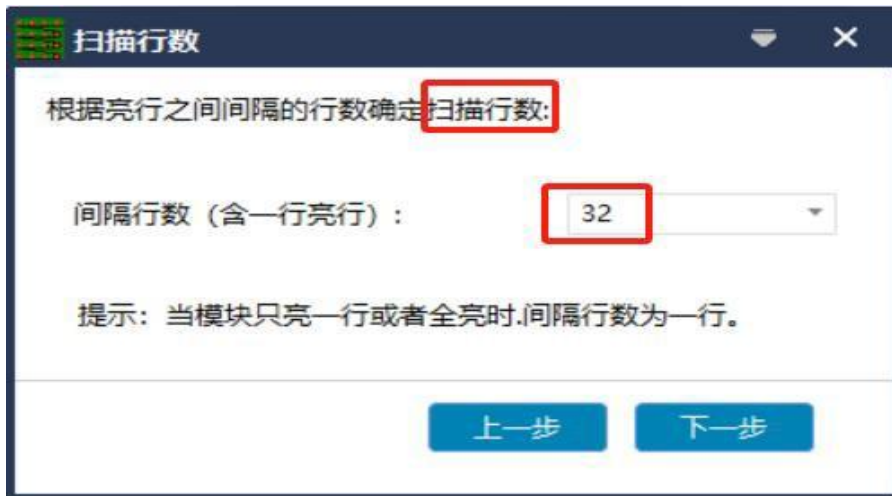 扫描行数
根据亮行之间间隔的行数确定扫描行数:
间隔行数（含一行亮行）: 32
提示：当模块只亮一行或者全亮时.间隔行数为一行。
上一步 下一步